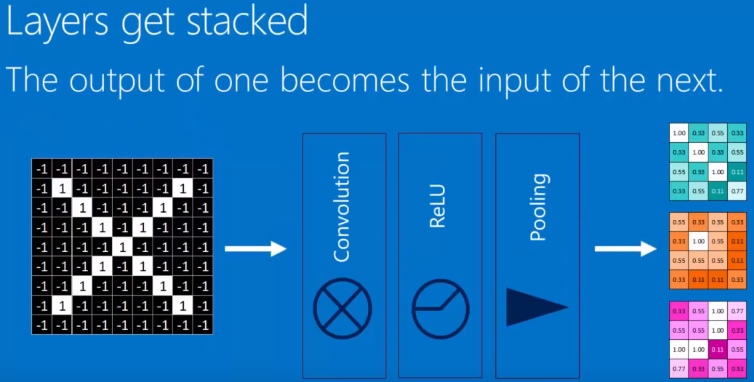 Layers get stacked
The output of one becomes the input of the next.
-1 -1 -1 -1 -1 -1 -1 -1 -1
-1 1 -1 -1 -1 -1 -1 1 -1
-1 -1 1 -1 -1 -1 1 -1 -1
-1 -1 -1 1 -1 1 -1 -1 -1
-1 -1 -1 -1 1 -1 -1 -1 -1
-1 -1 -1 1 -1 1 -1 -1 -1
-1 -1 1 -1 -1 -1 1 -1 -1
-1 1 -1 -1 -1 -1 -1 1 -1
-1 -1 -1 -1 -1 -1 -1 -1 -1
Convolution
ReLU
Pooling
1.00 0.33 0.55 0.33
0.33 1.00 0.33 0.55
0.55 0.33 1.00 0.11
0.33 0.55 0.11 0.77
0.55 0.33 0.55 0.33
0.33 1.00 0.55 0.11
0.55 0.55 0.55 0.11
0.33 0.11 0.11 0.33
0.33 0.55 1.00 0.77
0.55 0.55 1.00 0.33
1.00 1.00 0.11 0.55
0.77 0.33 0.55 0.33